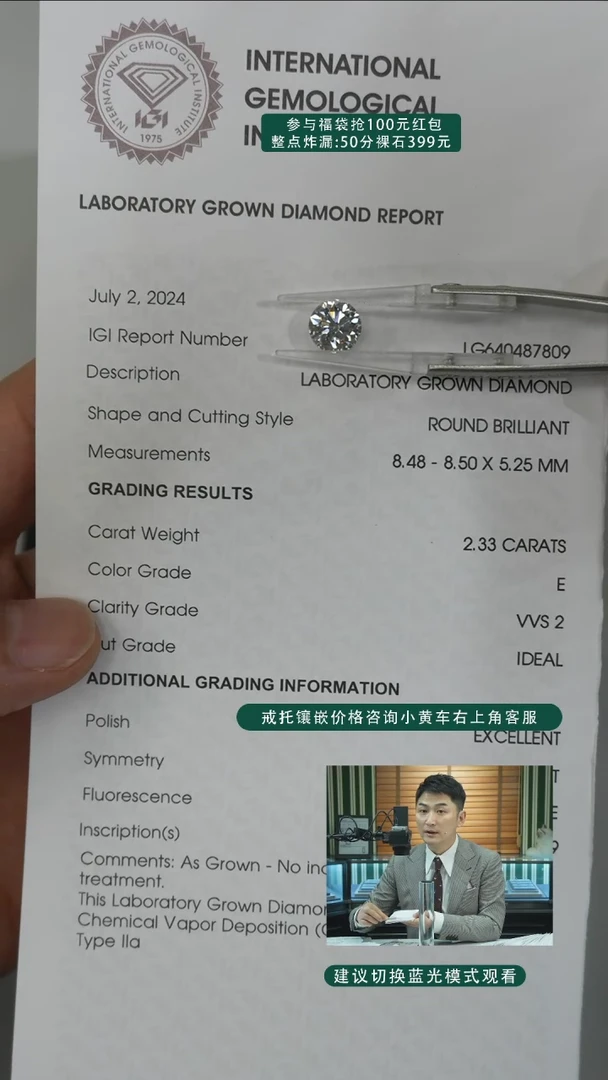 INTERNATIONAL GEMOLOGICAL INSTITUTE
IGI
1975
INTERNATIONAL
GEMOLOGICAL
IN
参与福袋抢100元红包
整点炸漏:50分裸石399元
LABORATORY GROWN DIAMOND REPORT
July 2, 2024
IGI Report Number LG640487809
Description LABORATORY GROWN DIAMOND
Shape and Cutting Style ROUND BRILLIANT
Measurements 8.48 - 8.50 X 5.25 MM
GRADING RESULTS
Carat Weight 2.33 CARATS
Color Grade E
Clarity Grade VVS 2
ut Grade IDEAL
ADDITIONAL GRADING INFORMATION
戒托镶嵌价格咨询小黄车右上角客服
Polish EXCELLENT
Symmetry T
Fluorescence E
Inscription(s) 9
Comments: As Grown - No in
treatment.
This Laboratory Grown Diamo
Chemical Vapor Deposition (
Type IIa
建议切换蓝光模式观看